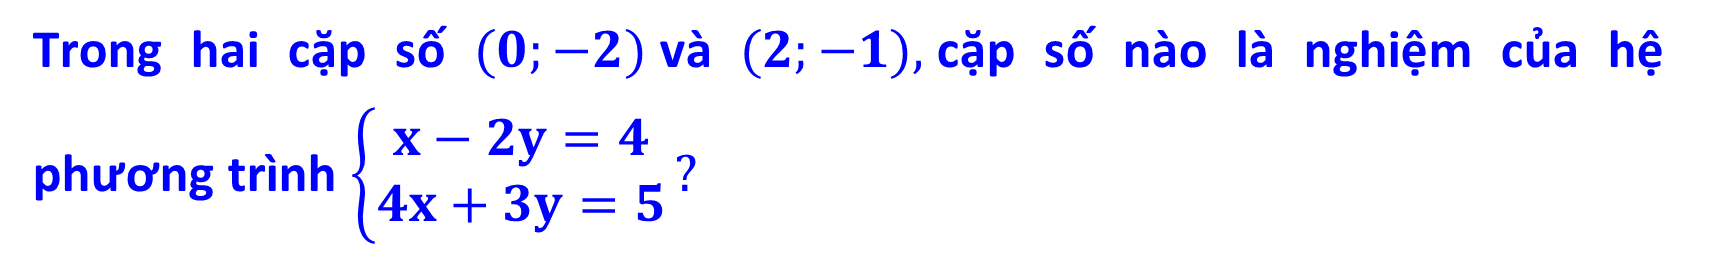 Trong hai cặp số (0; −2) và (2; −1), cặp số nào là nghiệm của hệ
phương trình { x − 2y = 4
4x + 3y = 5 ?